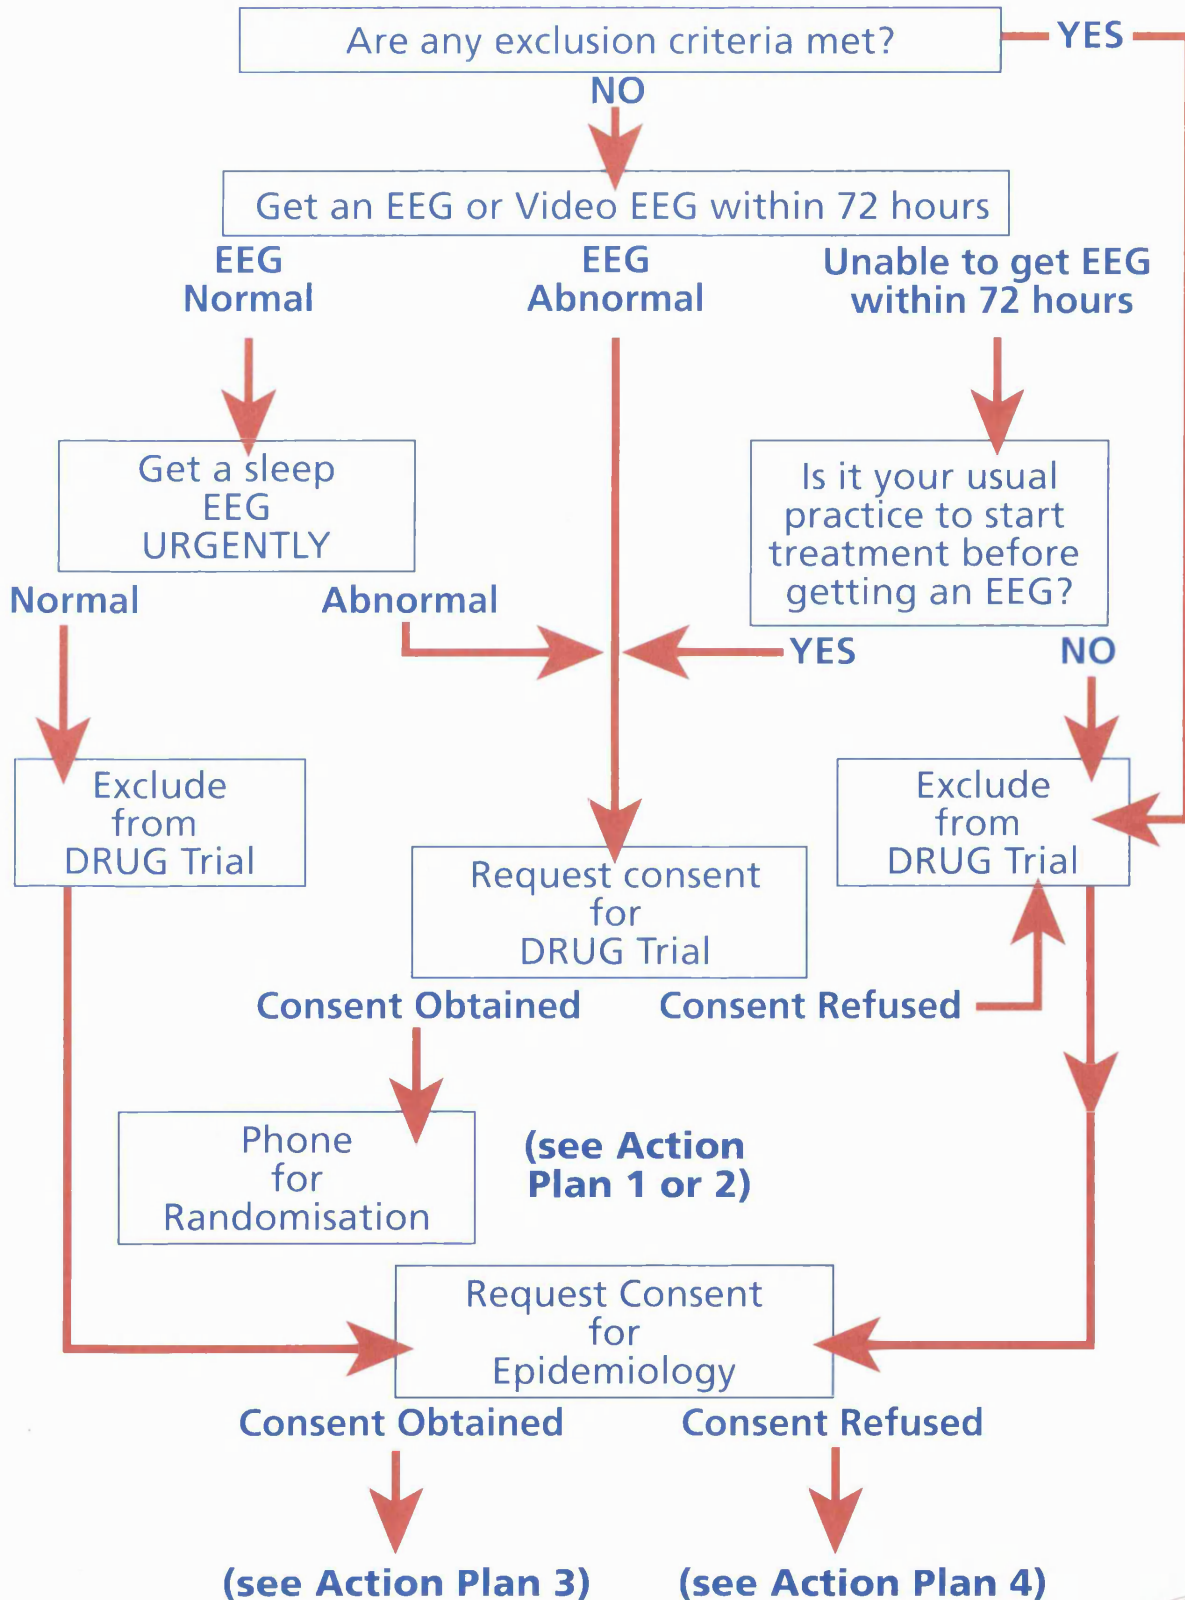 Are any exclusion criteria met?
YES
NO
Get an EEG or Video EEG within 72 hours
EEG
Normal
EEG
Abnormal
Unable to get EEG
within 72 hours
Get a sleep
EEG
URGENTLY
Is it your usual
practice to start
treatment before
getting an EEG?
Normal
Abnormal
YES
NO
Exclude
from
DRUG Trial
Request consent
for
DRUG Trial
Exclude
from
DRUG Trial
Consent Obtained
Consent Refused
Phone
for
Randomisation
(see Action
Plan 1 or 2)
Request Consent
for
Epidemiology
Consent Obtained
Consent Refused
(see Action Plan 3)
(see Action Plan 4)